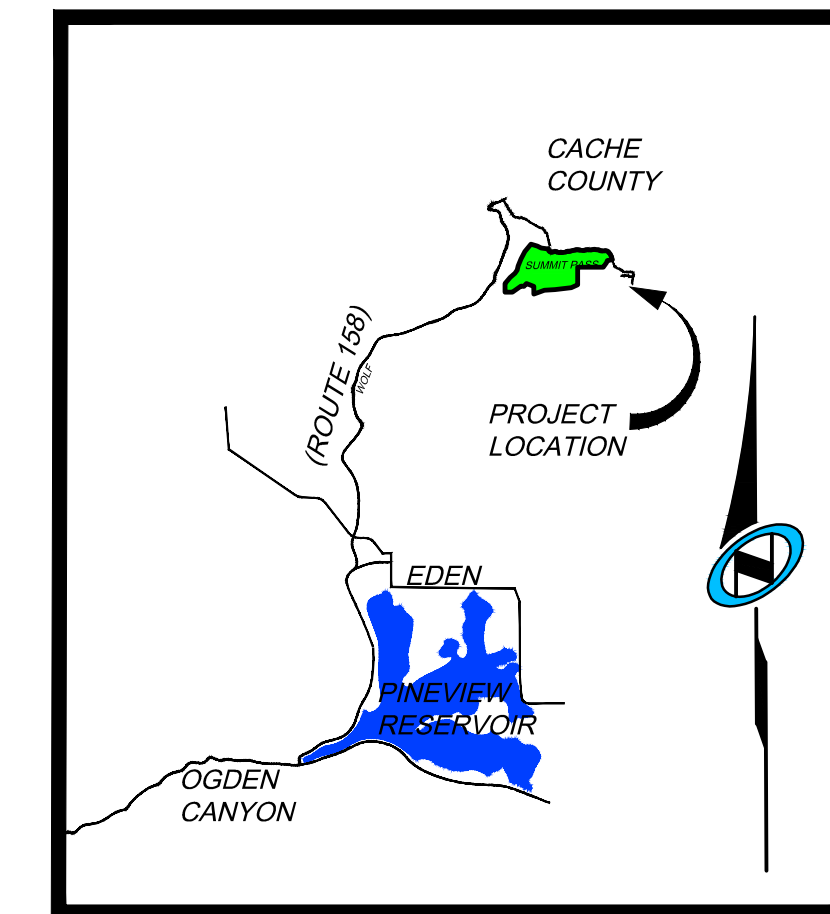 CACHE
COUNTY
SUMMIT PASS
(ROUTE 158)
WOLF
PROJECT
LOCATION
N
EDEN
PINEVIEW
RESERVOIR
OGDEN
CANYON